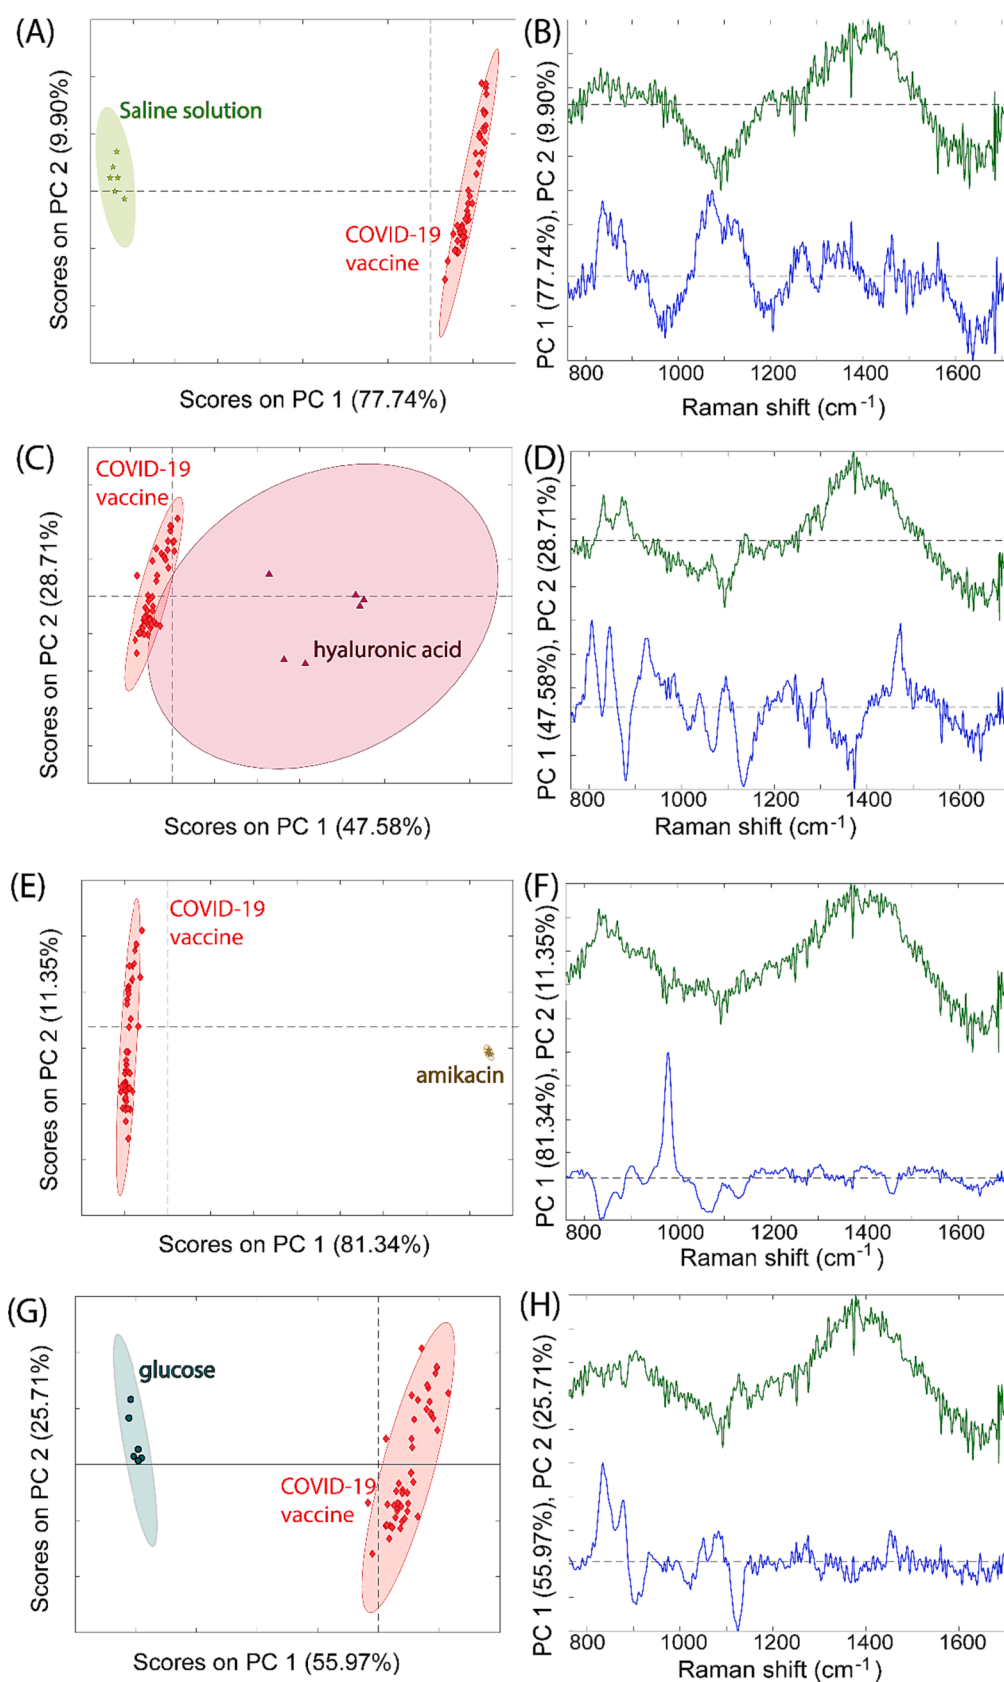 (A)
Saline solution
COVID-19
vaccine
Scores on PC 2 (9.90%)
Scores on PC 1 (77.74%)
(B)
PC 1 (77.74%), PC 2 (9.90%)
800 1000 1200 1400 1600
Raman shift (cm-1)
(C)
COVID-19
vaccine
hyaluronic acid
Scores on PC 2 (28.71%)
Scores on PC 1 (47.58%)
(D)
PC 1 (47.58%), PC 2 (28.71%)
800 1000 1200 1400 1600
Raman shift (cm-1)
(E)
COVID-19
vaccine
amikacin
Scores on PC 2 (11.35%)
Scores on PC 1 (81.34%)
(F)
PC 1 (81.34%), PC 2 (11.35%)
800 1000 1200 1400 1600
Raman shift (cm-1)
(G)
glucose
COVID-19
vaccine
Scores on PC 2 (25.71%)
Scores on PC 1 (55.97%)
(H)
PC 1 (55.97%), PC 2 (25.71%)
800 1000 1200 1400 1600
Raman shift (cm-1)